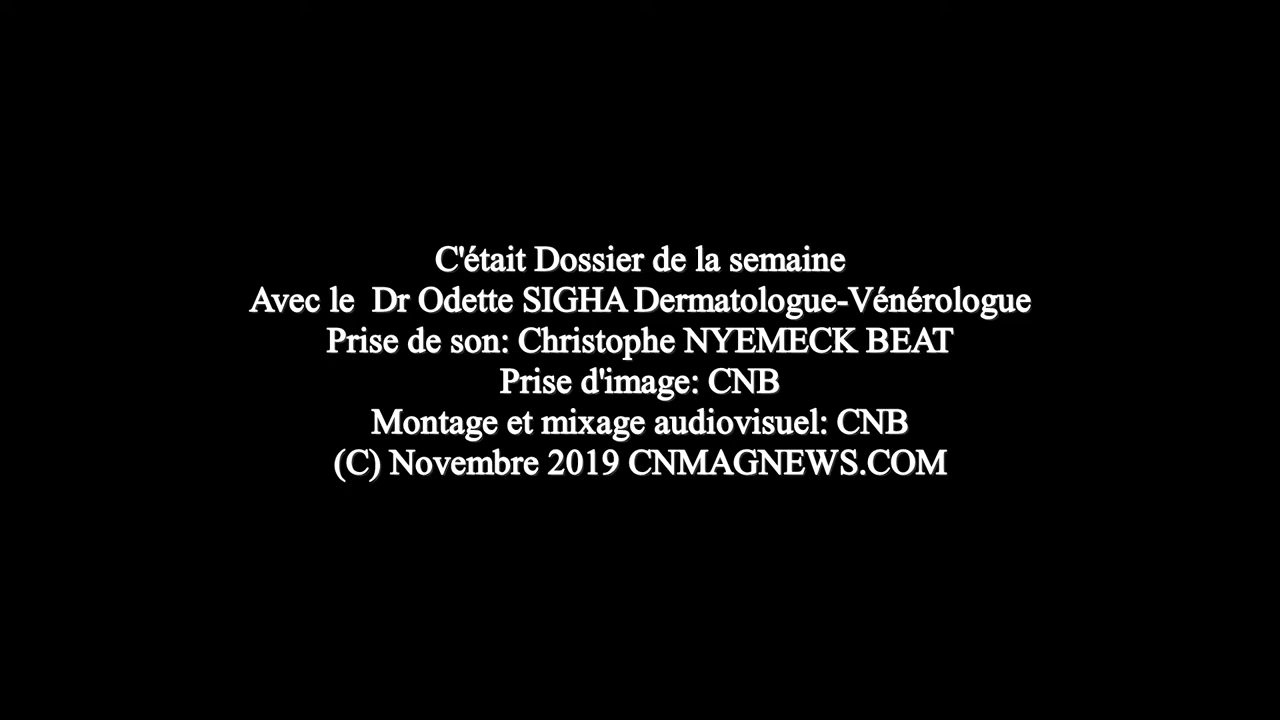 C'était Dossier de la semaine
Avec le  Dr Odette SIGHA Dermatologue-Vénérologue
Prise de son: Christophe NYEMECK BEAT
Prise d'image: CNB
Montage et mixage audiovisuel: CNB
(C) Novembre 2019 CNMAGNEWS.COM